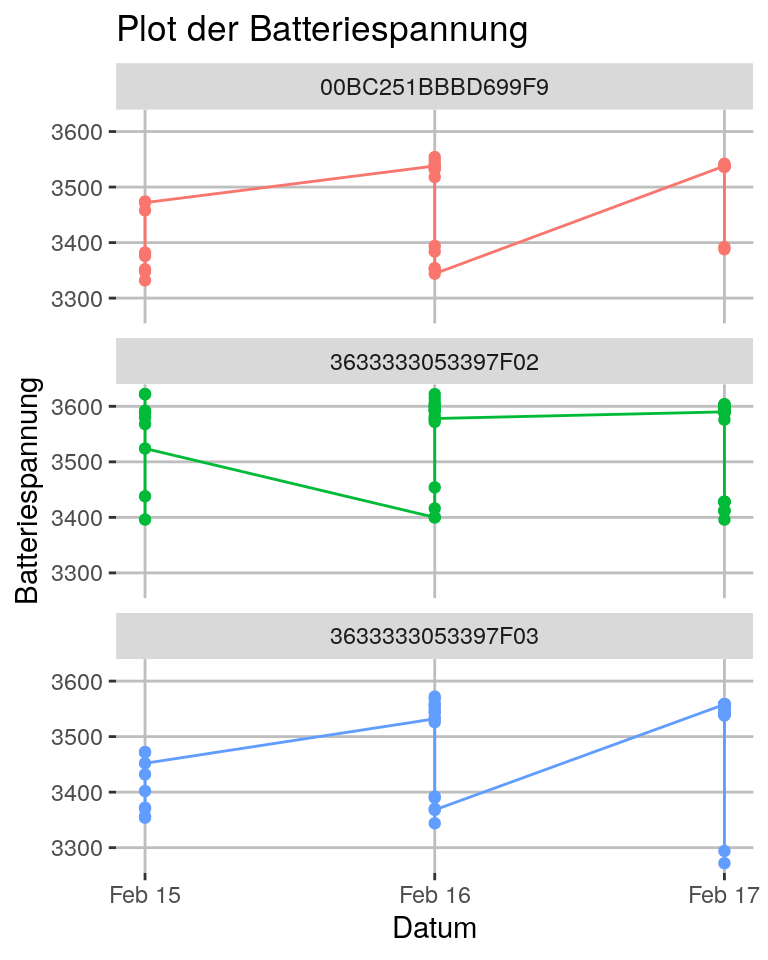 Plot der Batteriespannung
00BC251BBBD699F9
3600
3500
3400
3300
3633333053397F02
3600
3500
3400
3300
3633333053397F03
3600
3500
3400
3300
Batteriespannung
Feb 15 Feb 16 Feb 17
Datum